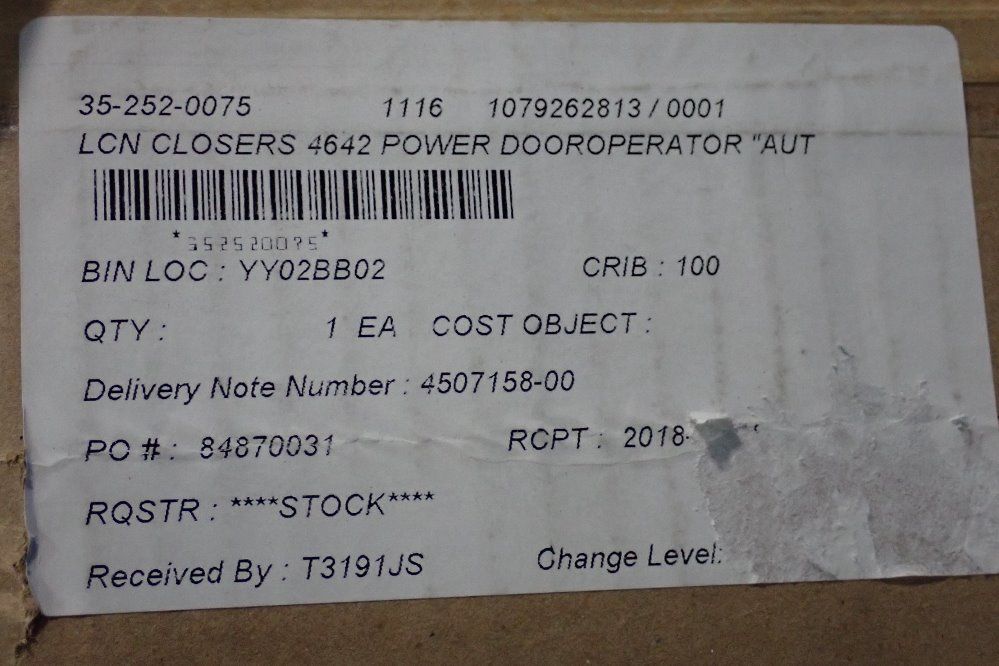 35-252-0075 1116 1079262813 / 0001
LCN CLOSERS 4642 POWER DOOROPERATOR "AUT
*352520075*
BIN LOC : YY02BB02 CRIB : 100
QTY : 1 EA COST OBJECT :
Delivery Note Number : 4507158-00
PO # : 84870031 RCPT : 2018-
RQSTR : ****STOCK****
Received By : T3191JS Change Level: